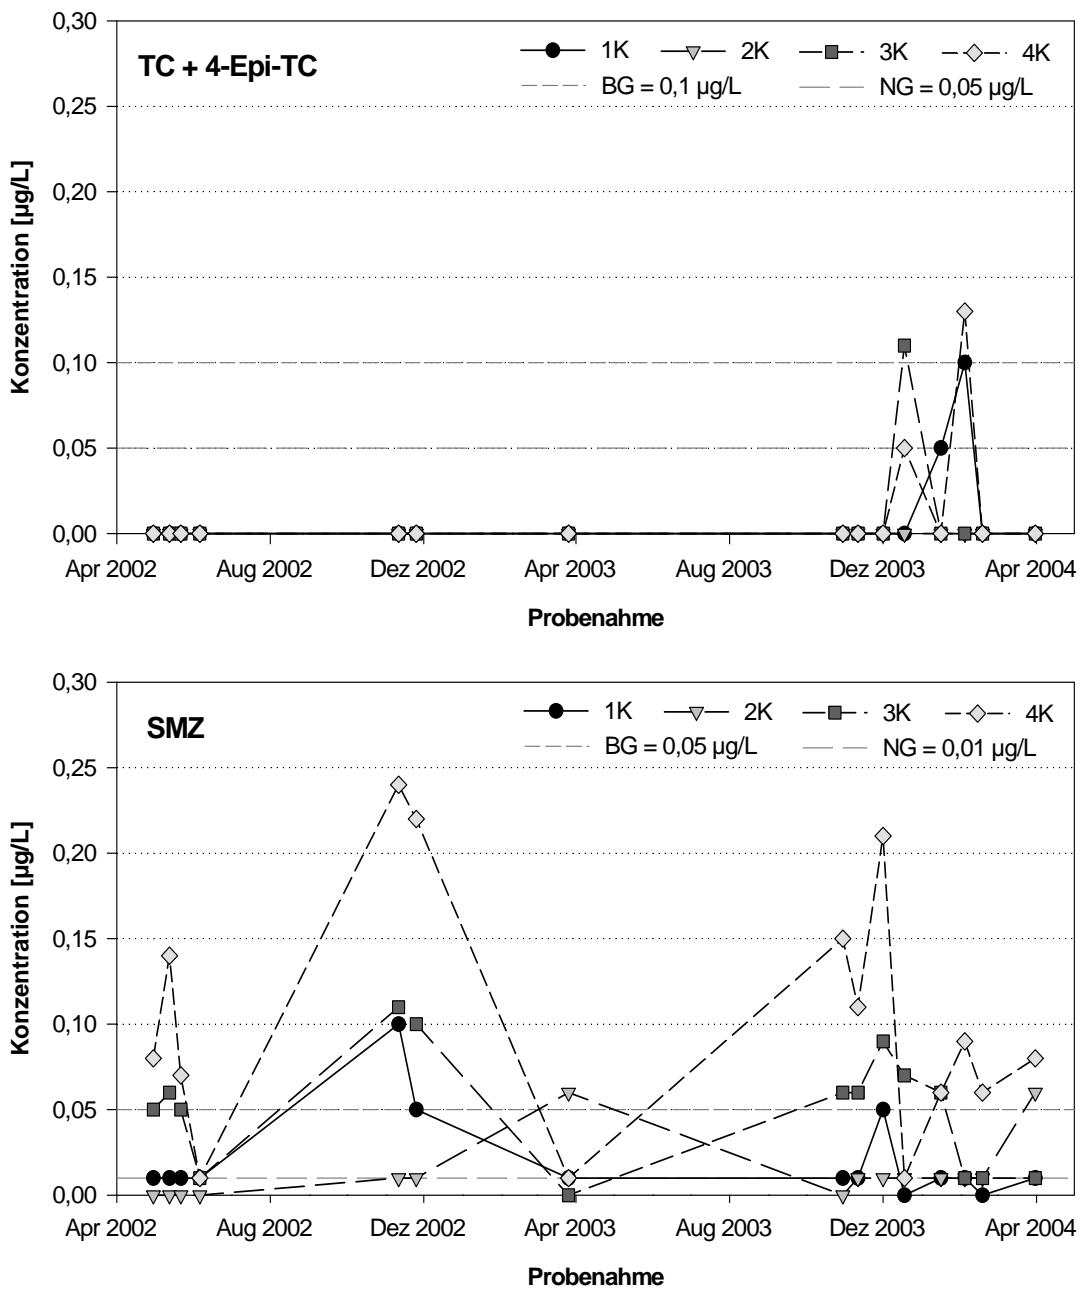 0,30
TC + 4-Epi-TC
1K 2K 3K 4K
BG = 0,1 µg/L NG = 0,05 µg/L
0,25
0,20
0,15
0,10
0,05
0,00
Konzentration [µg/L]
Apr 2002 Aug 2002 Dez 2002 Apr 2003 Aug 2003 Dez 2003 Apr 2004
Probenahme
0,30
SMZ
1K 2K 3K 4K
BG = 0,05 µg/L NG = 0,01 µg/L
0,25
0,20
0,15
0,10
0,05
0,00
Konzentration [µg/L]
Apr 2002 Aug 2002 Dez 2002 Apr 2003 Aug 2003 Dez 2003 Apr 2004
Probenahme